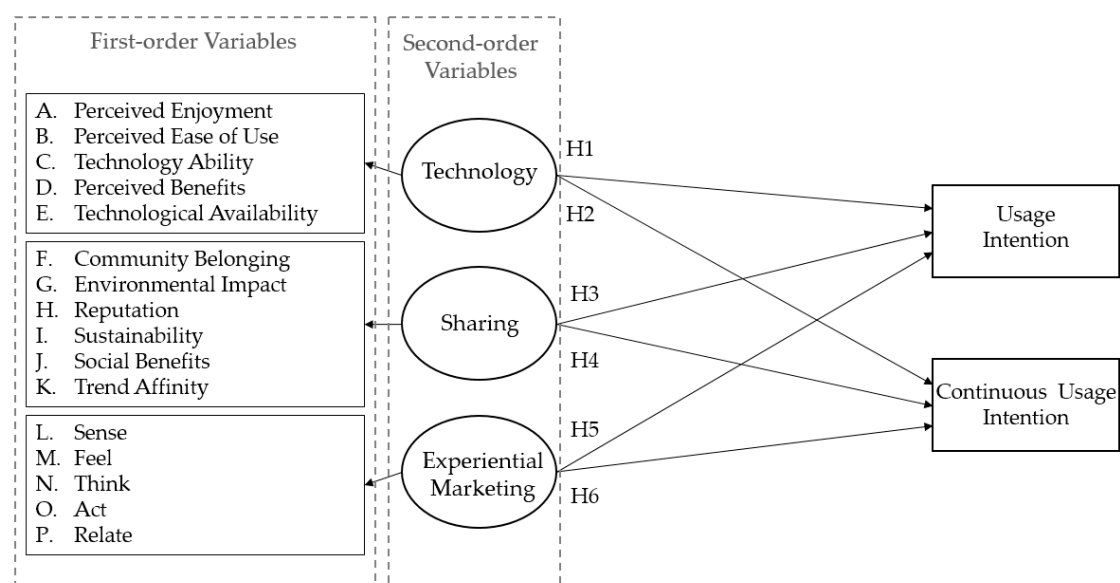 First-order Variables
Second-order
Variables
A. Perceived Enjoyment
B. Perceived Ease of Use
C. Technology Ability
D. Perceived Benefits
E. Technological Availability
F. Community Belonging
G. Environmental Impact
H. Reputation
I. Sustainability
J. Social Benefits
K. Trend Affinity
L. Sense
M. Feel
N. Think
O. Act
P. Relate
Technology
Sharing
Experiential
Marketing
H1
H2
H3
H4
H5
H6
Usage
Intention
Continuous Usage
Intention